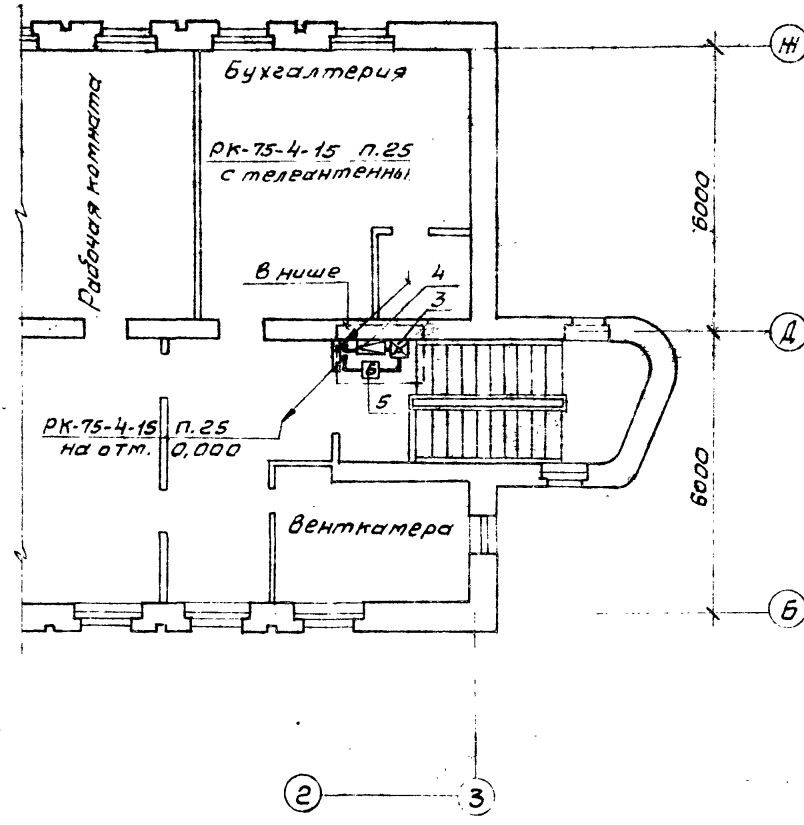 Ж
Бухгалтерия
Рабочая комната
РК-75-4-15 п.25
с телеантенны
6000
В нише
4
3
Д
6
5
РК-75-4-15 п.25
на отм. 0,000
6000
Венткамера
Б
2
3